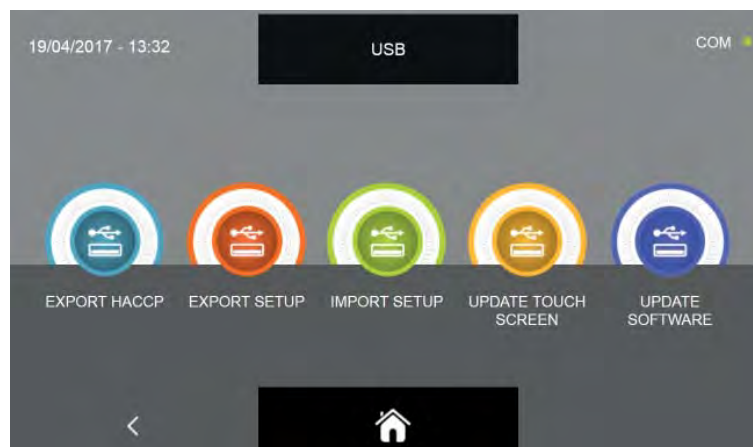 19/04/2017 - 13:32
USB
COM
EXPORT HACCP
EXPORT SETUP
IMPORT SETUP
UPDATE TOUCH
SCREEN
UPDATE
SOFTWARE